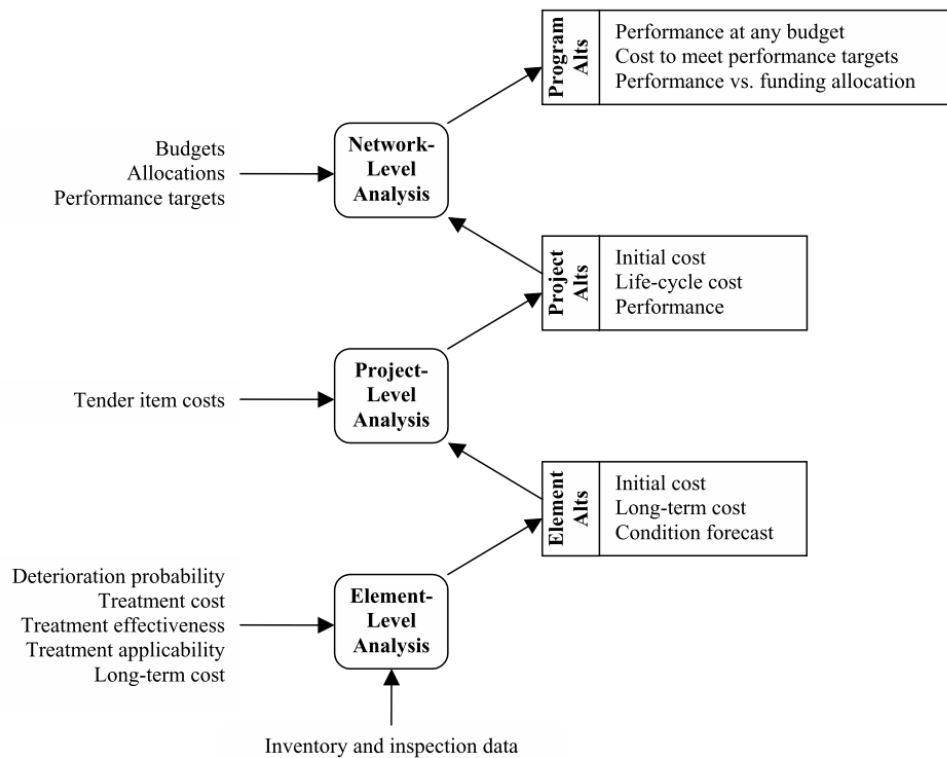 Program
Alts
Performance at any budget
Cost to meet performance targets
Performance vs. funding allocation
Budgets
Allocations
Performance targets
Network-
Level
Analysis
Project
Alts
Initial cost
Life-cycle cost
Performance
Tender item costs
Project-
Level
Analysis
Element
Alts
Initial cost
Long-term cost
Condition forecast
Deterioration probability
Treatment cost
Treatment effectiveness
Treatment applicability
Long-term cost
Element-
Level
Analysis
Inventory and inspection data